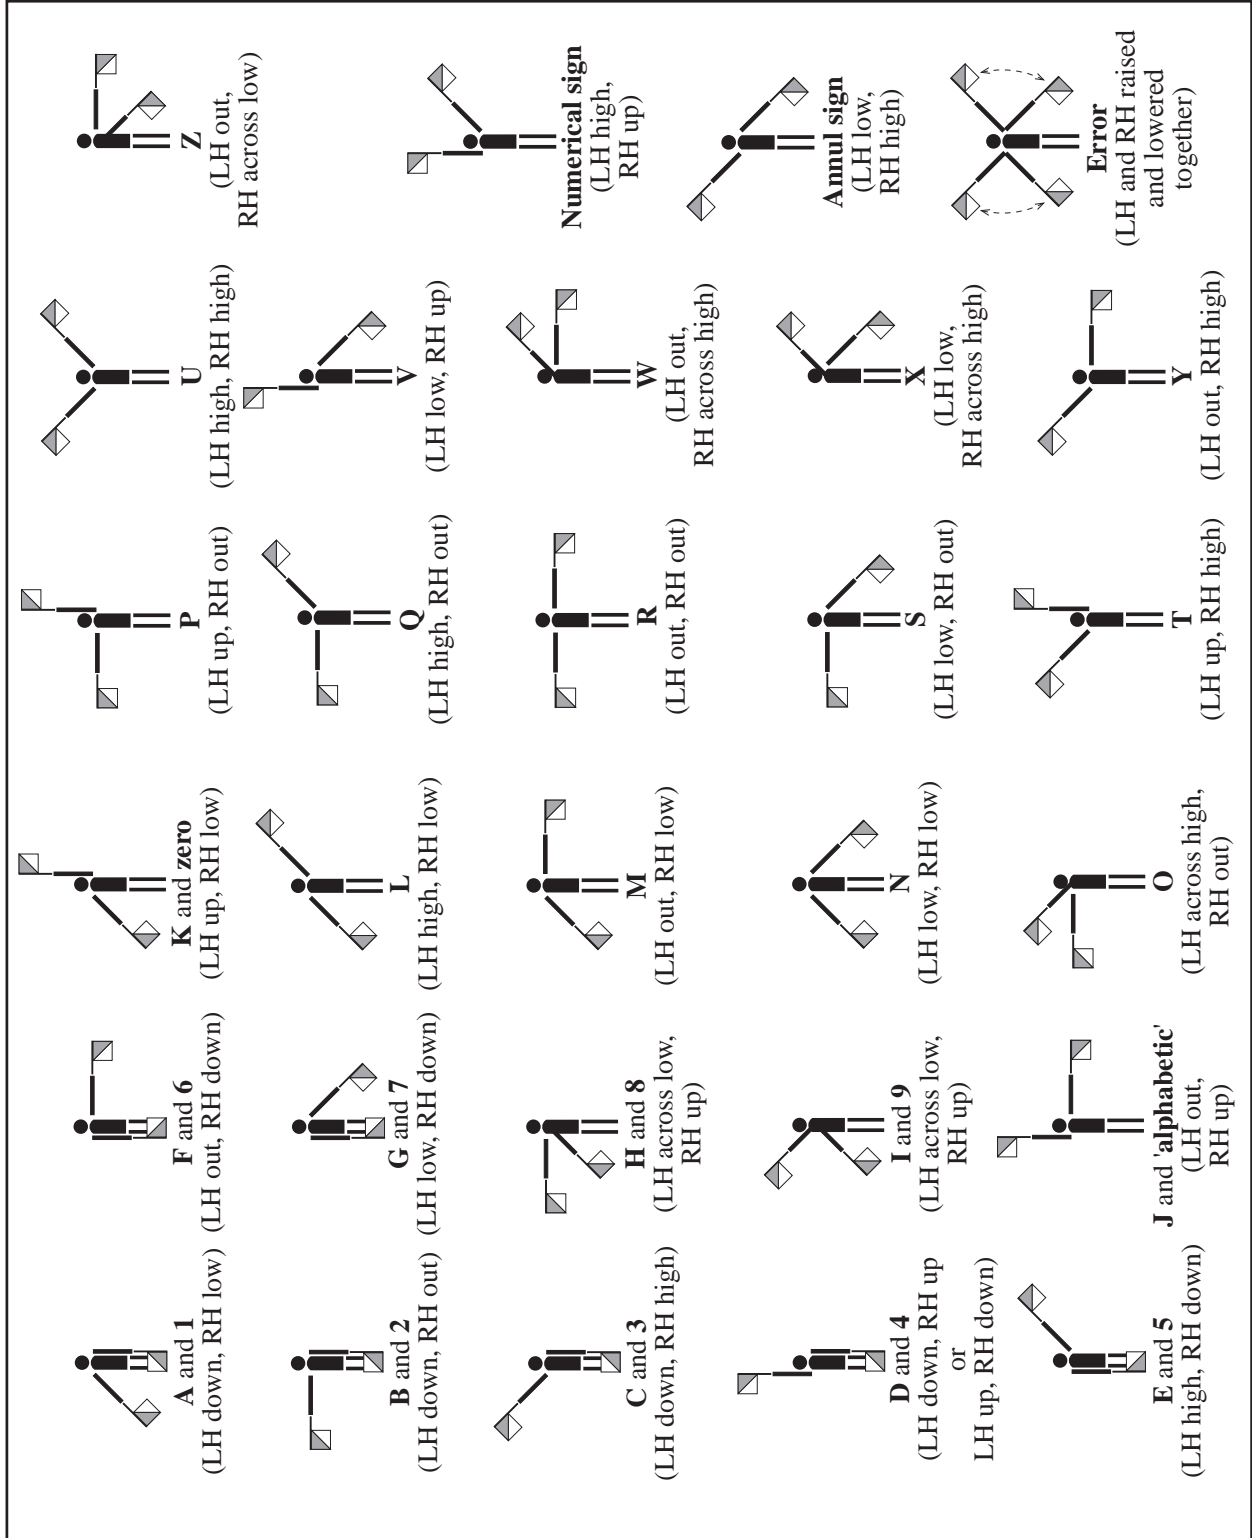 A and 1
(LH down, RH low)
B and 2
(LH down, RH out)
C and 3
(LH down, RH high)
D and 4
(LH down, RH up
or
LH up, RH down)
E and 5
(LH high, RH down)
F and 6
(LH out, RH down)
G and 7
(LH low, RH down)
H and 8
(LH across low,
RH up)
I and 9
(LH across low,
RH up)
J and 'alphabetic'
(LH out,
RH up)
K and zero
(LH up, RH low)
L
(LH high, RH low)
M
(LH out, RH low)
N
(LH low, RH low)
O
(LH across high,
RH out)
P
(LH up, RH out)
Q
(LH high, RH out)
R
(LH out, RH out)
S
(LH low, RH out)
T
(LH up, RH high)
U
(LH high, RH high)
V
(LH low, RH up)
W
(LH out,
RH across high)
X
(LH low,
RH across high)
Y
(LH out, RH high)
Z
(LH out,
RH across low)
Numerical sign
(LH high,
RH up)
Annul sign
(LH low,
RH high)
Error
(LH and RH raised
and lowered
together)